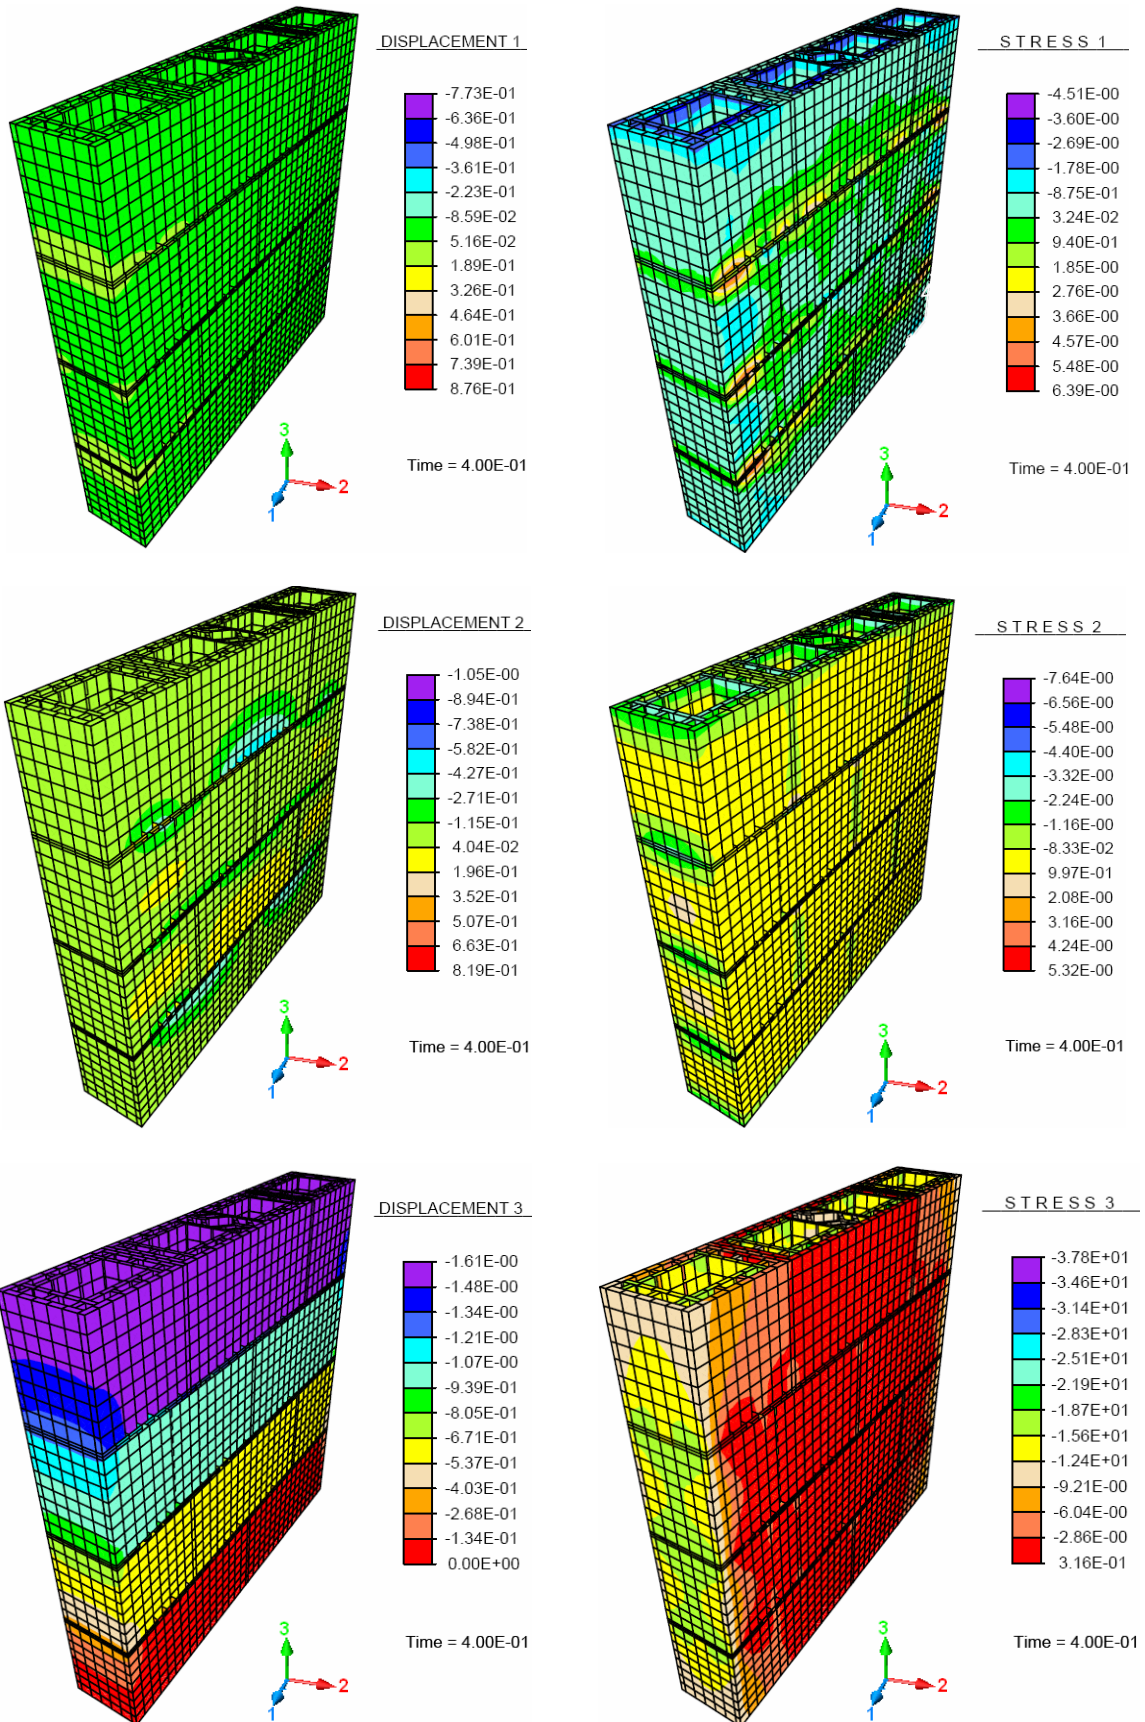 DISPLACEMENT 1
-7.73E-01
-6.36E-01
-4.98E-01
-3.61E-01
-2.23E-01
-8.59E-02
5.16E-02
1.89E-01
3.26E-01
4.64E-01
6.01E-01
7.39E-01
8.76E-01
3
2
1
Time = 4.00E-01
STRESS 1
-4.51E-00
-3.60E-00
-2.69E-00
-1.78E-00
-8.75E-01
3.24E-02
9.40E-01
1.85E-00
2.76E-00
3.66E-00
4.57E-00
5.48E-00
6.39E-00
3
2
1
Time = 4.00E-01
DISPLACEMENT 2
-1.05E-00
-8.94E-01
-7.38E-01
-5.82E-01
-4.27E-01
-2.71E-01
-1.15E-01
4.04E-02
1.96E-01
3.52E-01
5.07E-01
6.63E-01
8.19E-01
3
2
1
Time = 4.00E-01
STRESS 2
-7.64E-00
-6.56E-00
-5.48E-00
-4.40E-00
-3.32E-00
-2.24E-00
-1.16E-00
-8.33E-02
9.97E-01
2.08E-00
3.16E-00
4.24E-00
5.32E-00
3
2
1
Time = 4.00E-01
DISPLACEMENT 3
-1.61E-00
-1.48E-00
-1.34E-00
-1.21E-00
-1.07E-00
-9.39E-01
-8.05E-01
-6.71E-01
-5.37E-01
-4.03E-01
-2.68E-01
-1.34E-01
0.00E+00
3
2
1
Time = 4.00E-01
STRESS 3
-3.78E+01
-3.46E+01
-3.14E+01
-2.83E+01
-2.51E+01
-2.19E+01
-1.87E+01
-1.56E+01
-1.24E+01
-9.21E-00
-6.04E-00
-2.86E-00
3.16E-01
3
2
1
Time = 4.00E-01